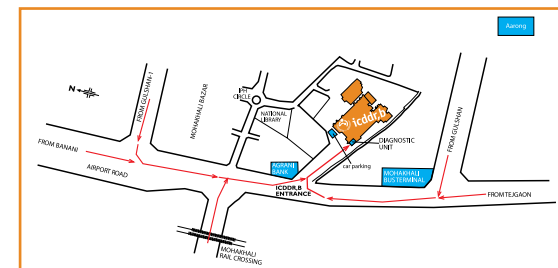 Aarong
N
FROM GULSHAN-1
MOHAKHALI BAZAR
IPH
CIRCLE
NATIONAL
LIBRARY
icddr,b
DIAGNOSTIC
UNIT
car parking
FROM GULSHAN
FROM BANANI
AIRPORT ROAD
AGRANI
BANK
ICDDR,B
ENTRANCE
MOHAKHALI
BUSTERMINAL
FROM TEJGAON
MOHAKHALI
RAIL CROSSING